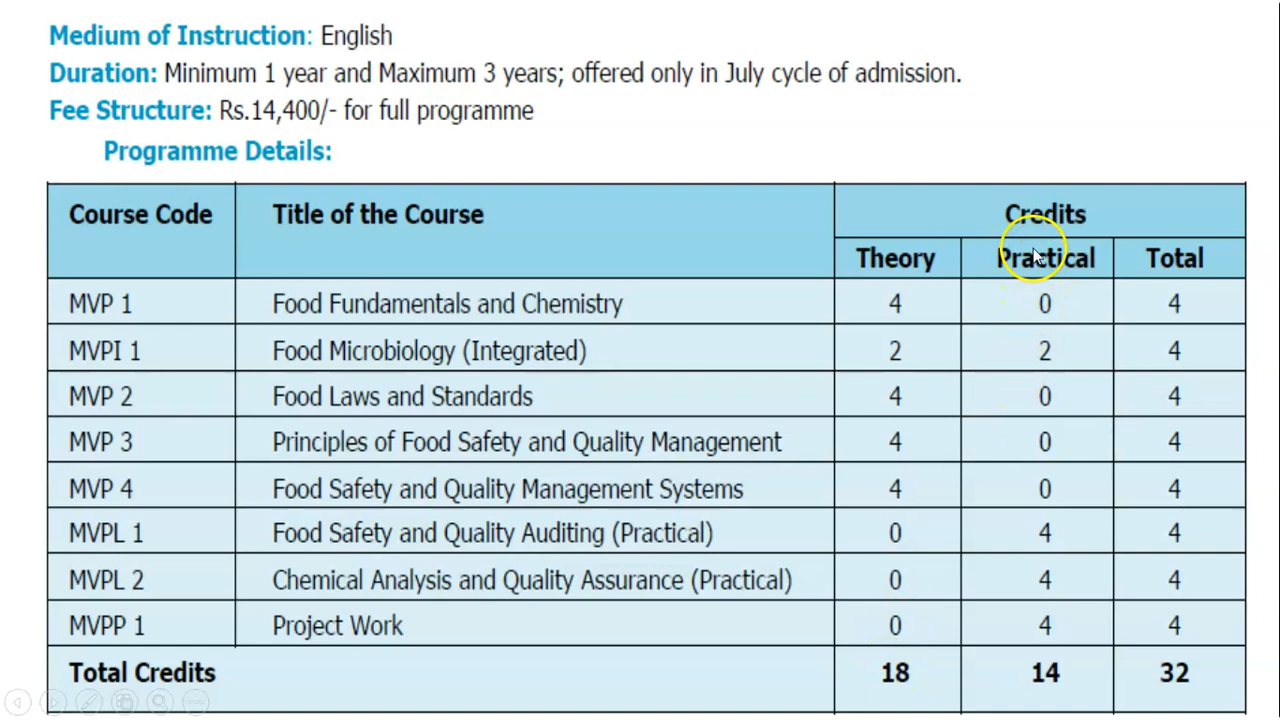 Medium of Instruction: English
Duration: Minimum 1 year and Maximum 3 years; offered only in July cycle of admission.
Fee Structure: Rs.14,400/- for full programme
Programme Details:
Course Code Title of the Course Credits
Theory Practical Total
MVP 1 Food Fundamentals and Chemistry 4 0 4
MVPI 1 Food Microbiology (Integrated) 2 2 4
MVP 2 Food Laws and Standards 4 0 4
MVP 3 Principles of Food Safety and Quality Management 4 0 4
MVP 4 Food Safety and Quality Management Systems 4 0 4
MVPL 1 Food Safety and Quality Auditing (Practical) 0 4 4
MVPL 2 Chemical Analysis and Quality Assurance (Practical) 0 4 4
MVPP 1 Project Work 0 4 4
Total Credits 18 14 32